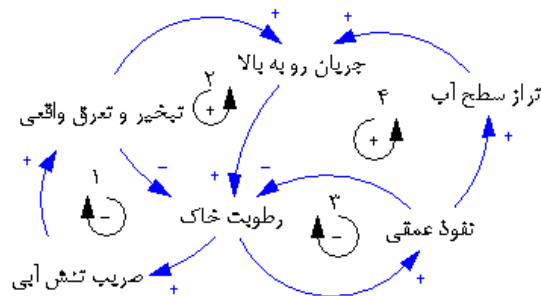 +
+
جریان رو به بالا
۲
+
تبخیر و تعرق واقعی
۴
+
تراز سطح آب
+
+
۱
-
-
+
-
رطوبت خاک
۳
-
نفوذ عمقی
+
ضریب تنش آبی
+